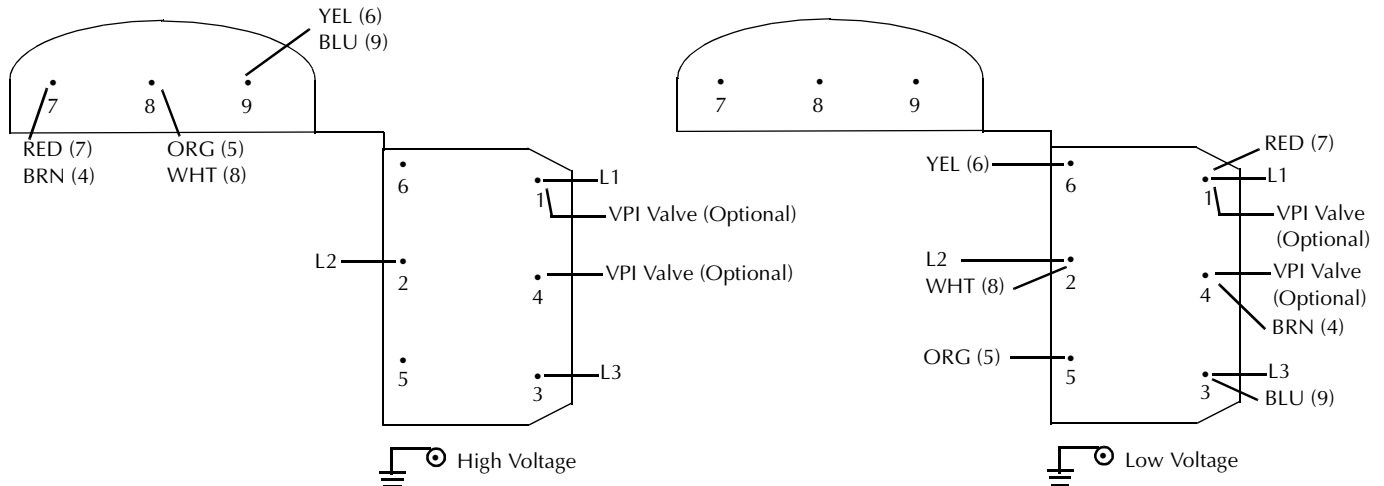 YEL (6)
BLU (9)
7
8
9
RED (7)
BRN (4)
ORG (5)
WHT (8)
6
1
L1
VPI Valve (Optional)
L2
2
4
VPI Valve (Optional)
5
3
L3
High Voltage
7
8
9
RED (7)
YEL (6)
6
1
L1
VPI Valve
(Optional)
L2
WHT (8)
2
4
VPI Valve
(Optional)
BRN (4)
ORG (5)
5
3
L3
BLU (9)
Low Voltage